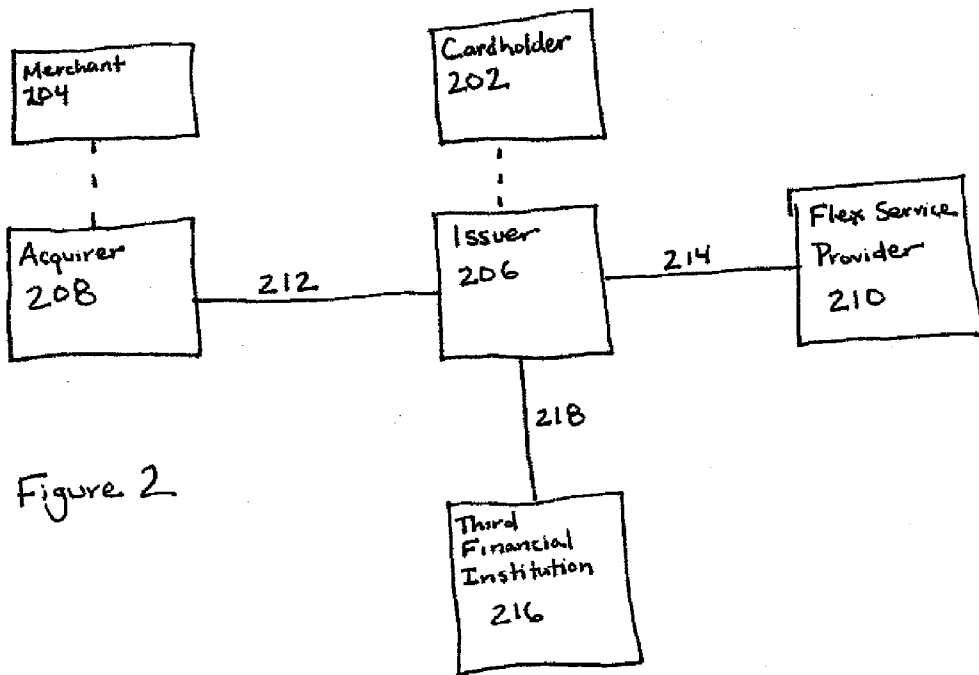 Merchant
204
Cardholder
202
Acquirer
208
212
Issuer
206
214
Flex Service
Provider
210
218
Figure 2
Third
Financial
Institution
216